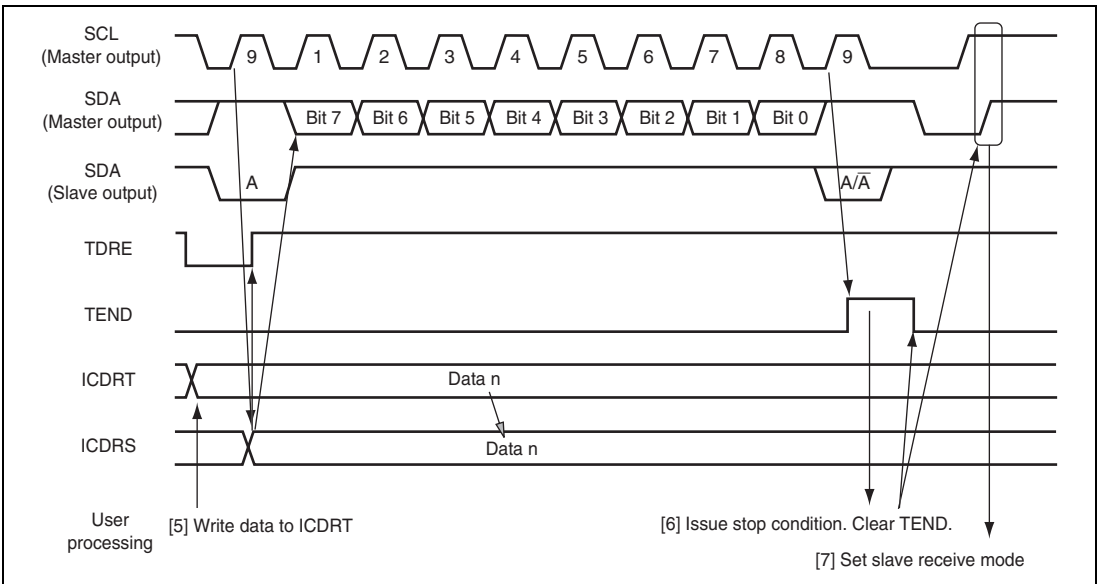 SCL
(Master output)
9 1 2 3 4 5 6 7 8 9
SDA
(Master output)
Bit 7 Bit 6 Bit 5 Bit 4 Bit 3 Bit 2 Bit 1 Bit 0
SDA
(Slave output)
A A/A̅
TDRE
TEND
ICDRT
Data n
ICDRS
Data n
User
processing
[5] Write data to ICDRT
[6] Issue stop condition. Clear TEND.
[7] Set slave receive mode